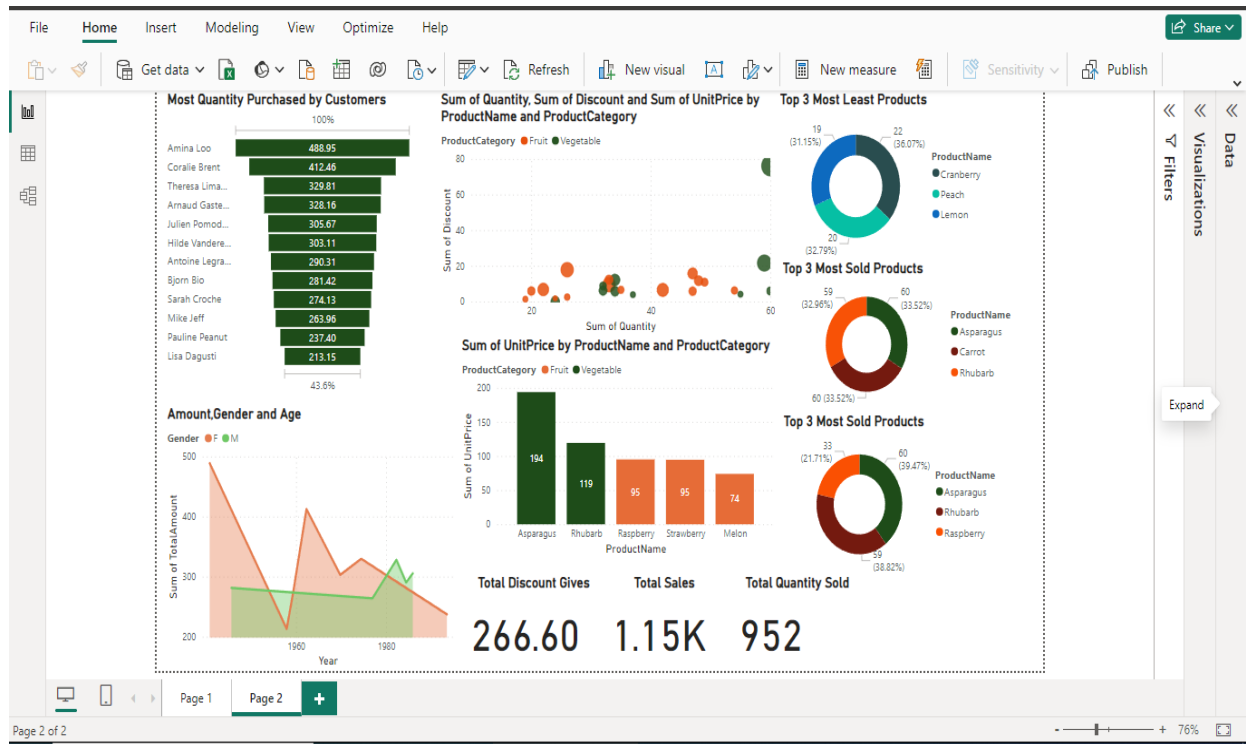 File Home Insert Modeling View Optimize Help Share
Get data Refresh New visual New measure Sensitivity Publish
Most Quantity Purchased by Customers
100%
Amina Loo 488.95
Coralie Brent 412.46
Theresa Lima... 329.81
Arnaud Gaste... 328.16
Julien Pomod... 305.67
Hilde Vandere... 303.11
Antoine Legra... 290.31
Bjorn Bio 281.42
Sarah Croche 274.13
Mike Jeff 263.96
Pauline Peanut 237.40
Lisa Dagusti 213.15
43.6%
Amount,Gender and Age
Gender F M
500
400
300
200
Sum of TotalAmount
1960 1980
Year
Sum of Quantity, Sum of Discount and Sum of UnitPrice by
ProductName and ProductCategory
ProductCategory Fruit Vegetable
80
60
40
20
0
Sum of Discount
20 40 60
Sum of Quantity
Sum of UnitPrice by ProductName and ProductCategory
ProductCategory Fruit Vegetable
200
150
100
50
0
Sum of UnitPrice
194 119 95 95 74
Asparagus Rhubarb Raspberry Strawberry Melon
ProductName
Top 3 Most Least Products
19
(31.15%)
22
(36.07%)
20
(32.79%)
ProductName
Cranberry
Peach
Lemon
Top 3 Most Sold Products
59
(32.96%)
60
(33.52%)
60 (33.52%)
ProductName
Asparagus
Carrot
Rhubarb
Top 3 Most Sold Products
33
(21.71%)
60
(39.47%)
59
(38.82%)
ProductName
Asparagus
Rhubarb
Raspberry
Total Discount Gives Total Sales Total Quantity Sold
266.60 1.15K 952
Filters
Visualizations
Data
Expand
Page 1 Page 2 +
Page 2 of 2 - + 76%